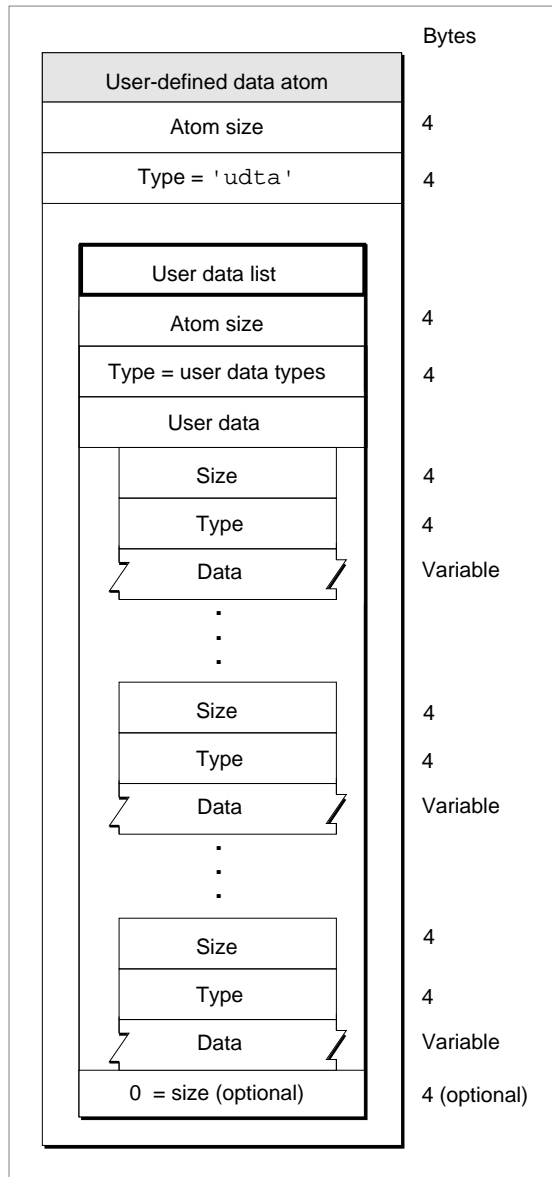 Bytes
User-defined data atom
Atom size 4
Type = 'udta' 4
User data list
Atom size 4
Type = user data types 4
User data
Size 4
Type 4
Data Variable
Size 4
Type 4
Data Variable
Size 4
Type 4
Data Variable
0 = size (optional) 4 (optional)